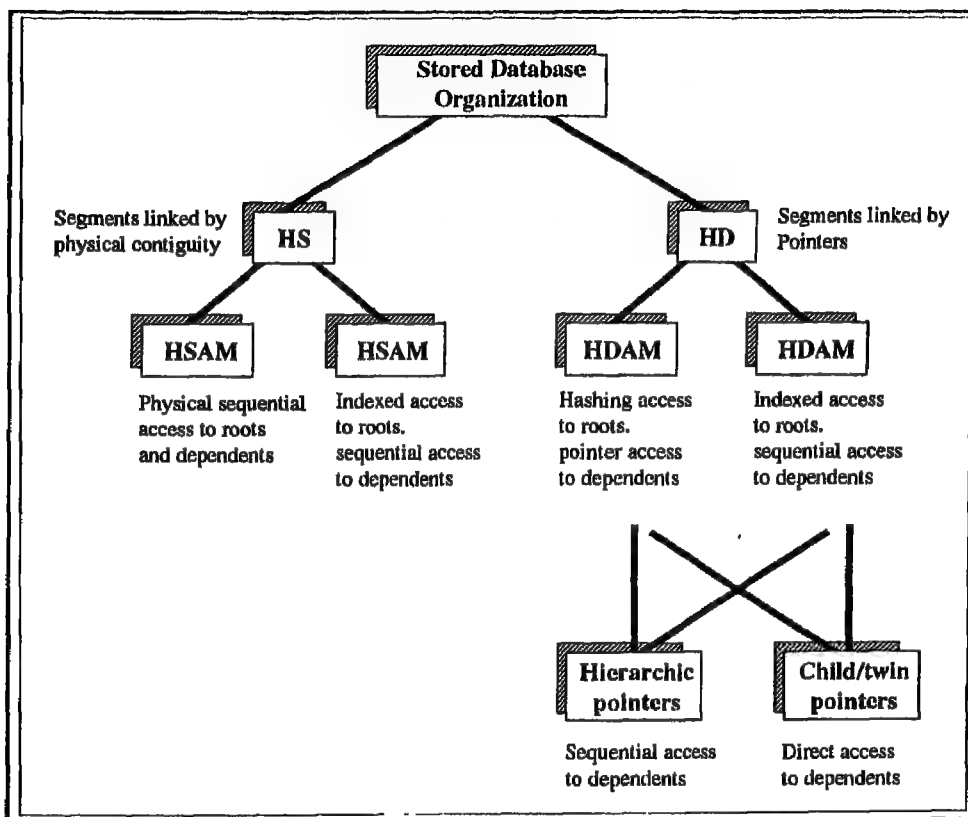 Stored Database
Organization
Segments linked by
physical contiguity
HS
HD
Segments linked by
Pointers
HSAM
HSAM
HDAM
HDAM
Physical sequential
access to roots
and dependents
Indexed access
to roots.
sequential access
to dependents
Hashing access
to roots.
pointer access
to dependents
Indexed access
to roots.
sequential access
to dependents
Hierarchic
pointers
Child/twin
pointers
Sequential access
to dependents
Direct access
to dependents